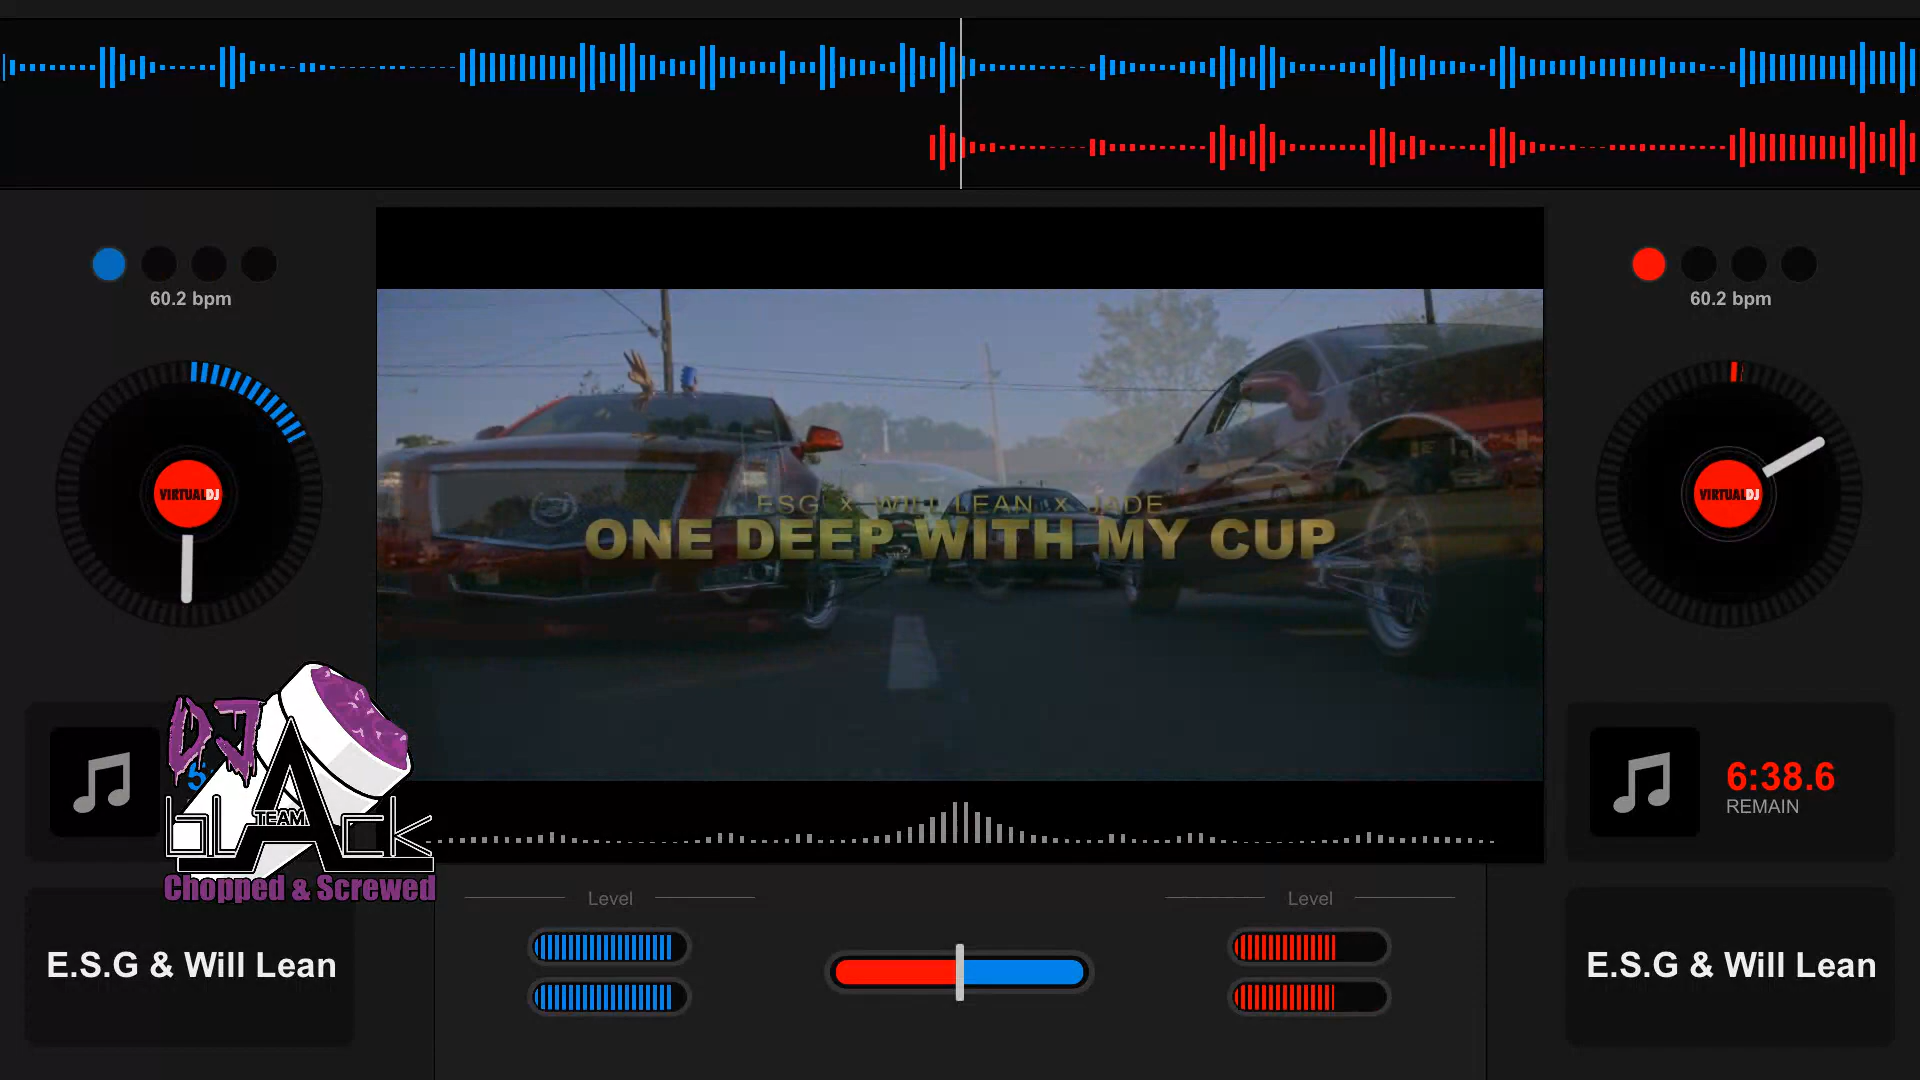 60.2 bpm
60.2 bpm
ESG x WILL LEAN x JADE
ONE DEEP WITH MY CUP
VIRTUALDJ
VIRTUALDJ
DJ
5
6:38.6
REMAIN
BLACK
TEAM
Chopped & Screwed
Level
Level
E.S.G & Will Lean
E.S.G & Will Lean